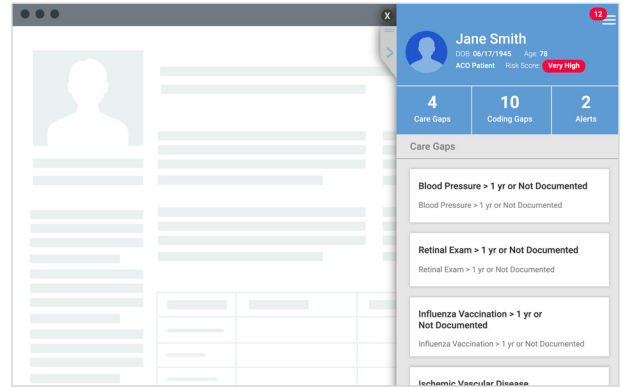 X
12
Jane Smith
DOB: 06/17/1945 Age: 78
ACO Patient Risk Score: Very High
4
Care Gaps
10
Coding Gaps
2
Alerts
Care Gaps
Blood Pressure > 1 yr or Not Documented
Blood Pressure > 1 yr or Not Documented
Retinal Exam > 1 yr or Not Documented
Retinal Exam > 1 yr or Not Documented
Influenza Vaccination > 1 yr or
Not Documented
Influenza Vaccination > 1 yr or Not Documented
Ischemic Vascular Disease